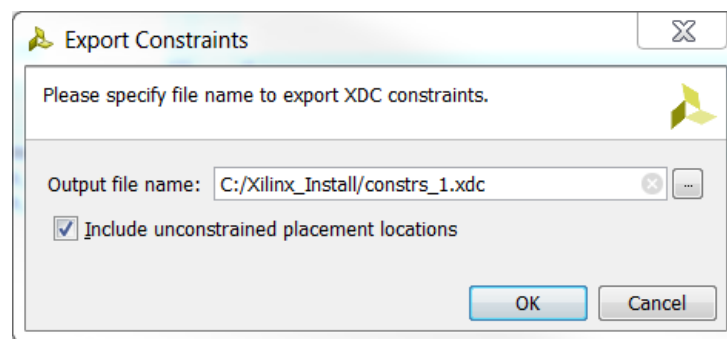 Export Constraints
Please specify file name to export XDC constraints.
Output file name: C:/Xilinx_Install/constrs_1.xdc ...
Include unconstrained placement locations
OK Cancel